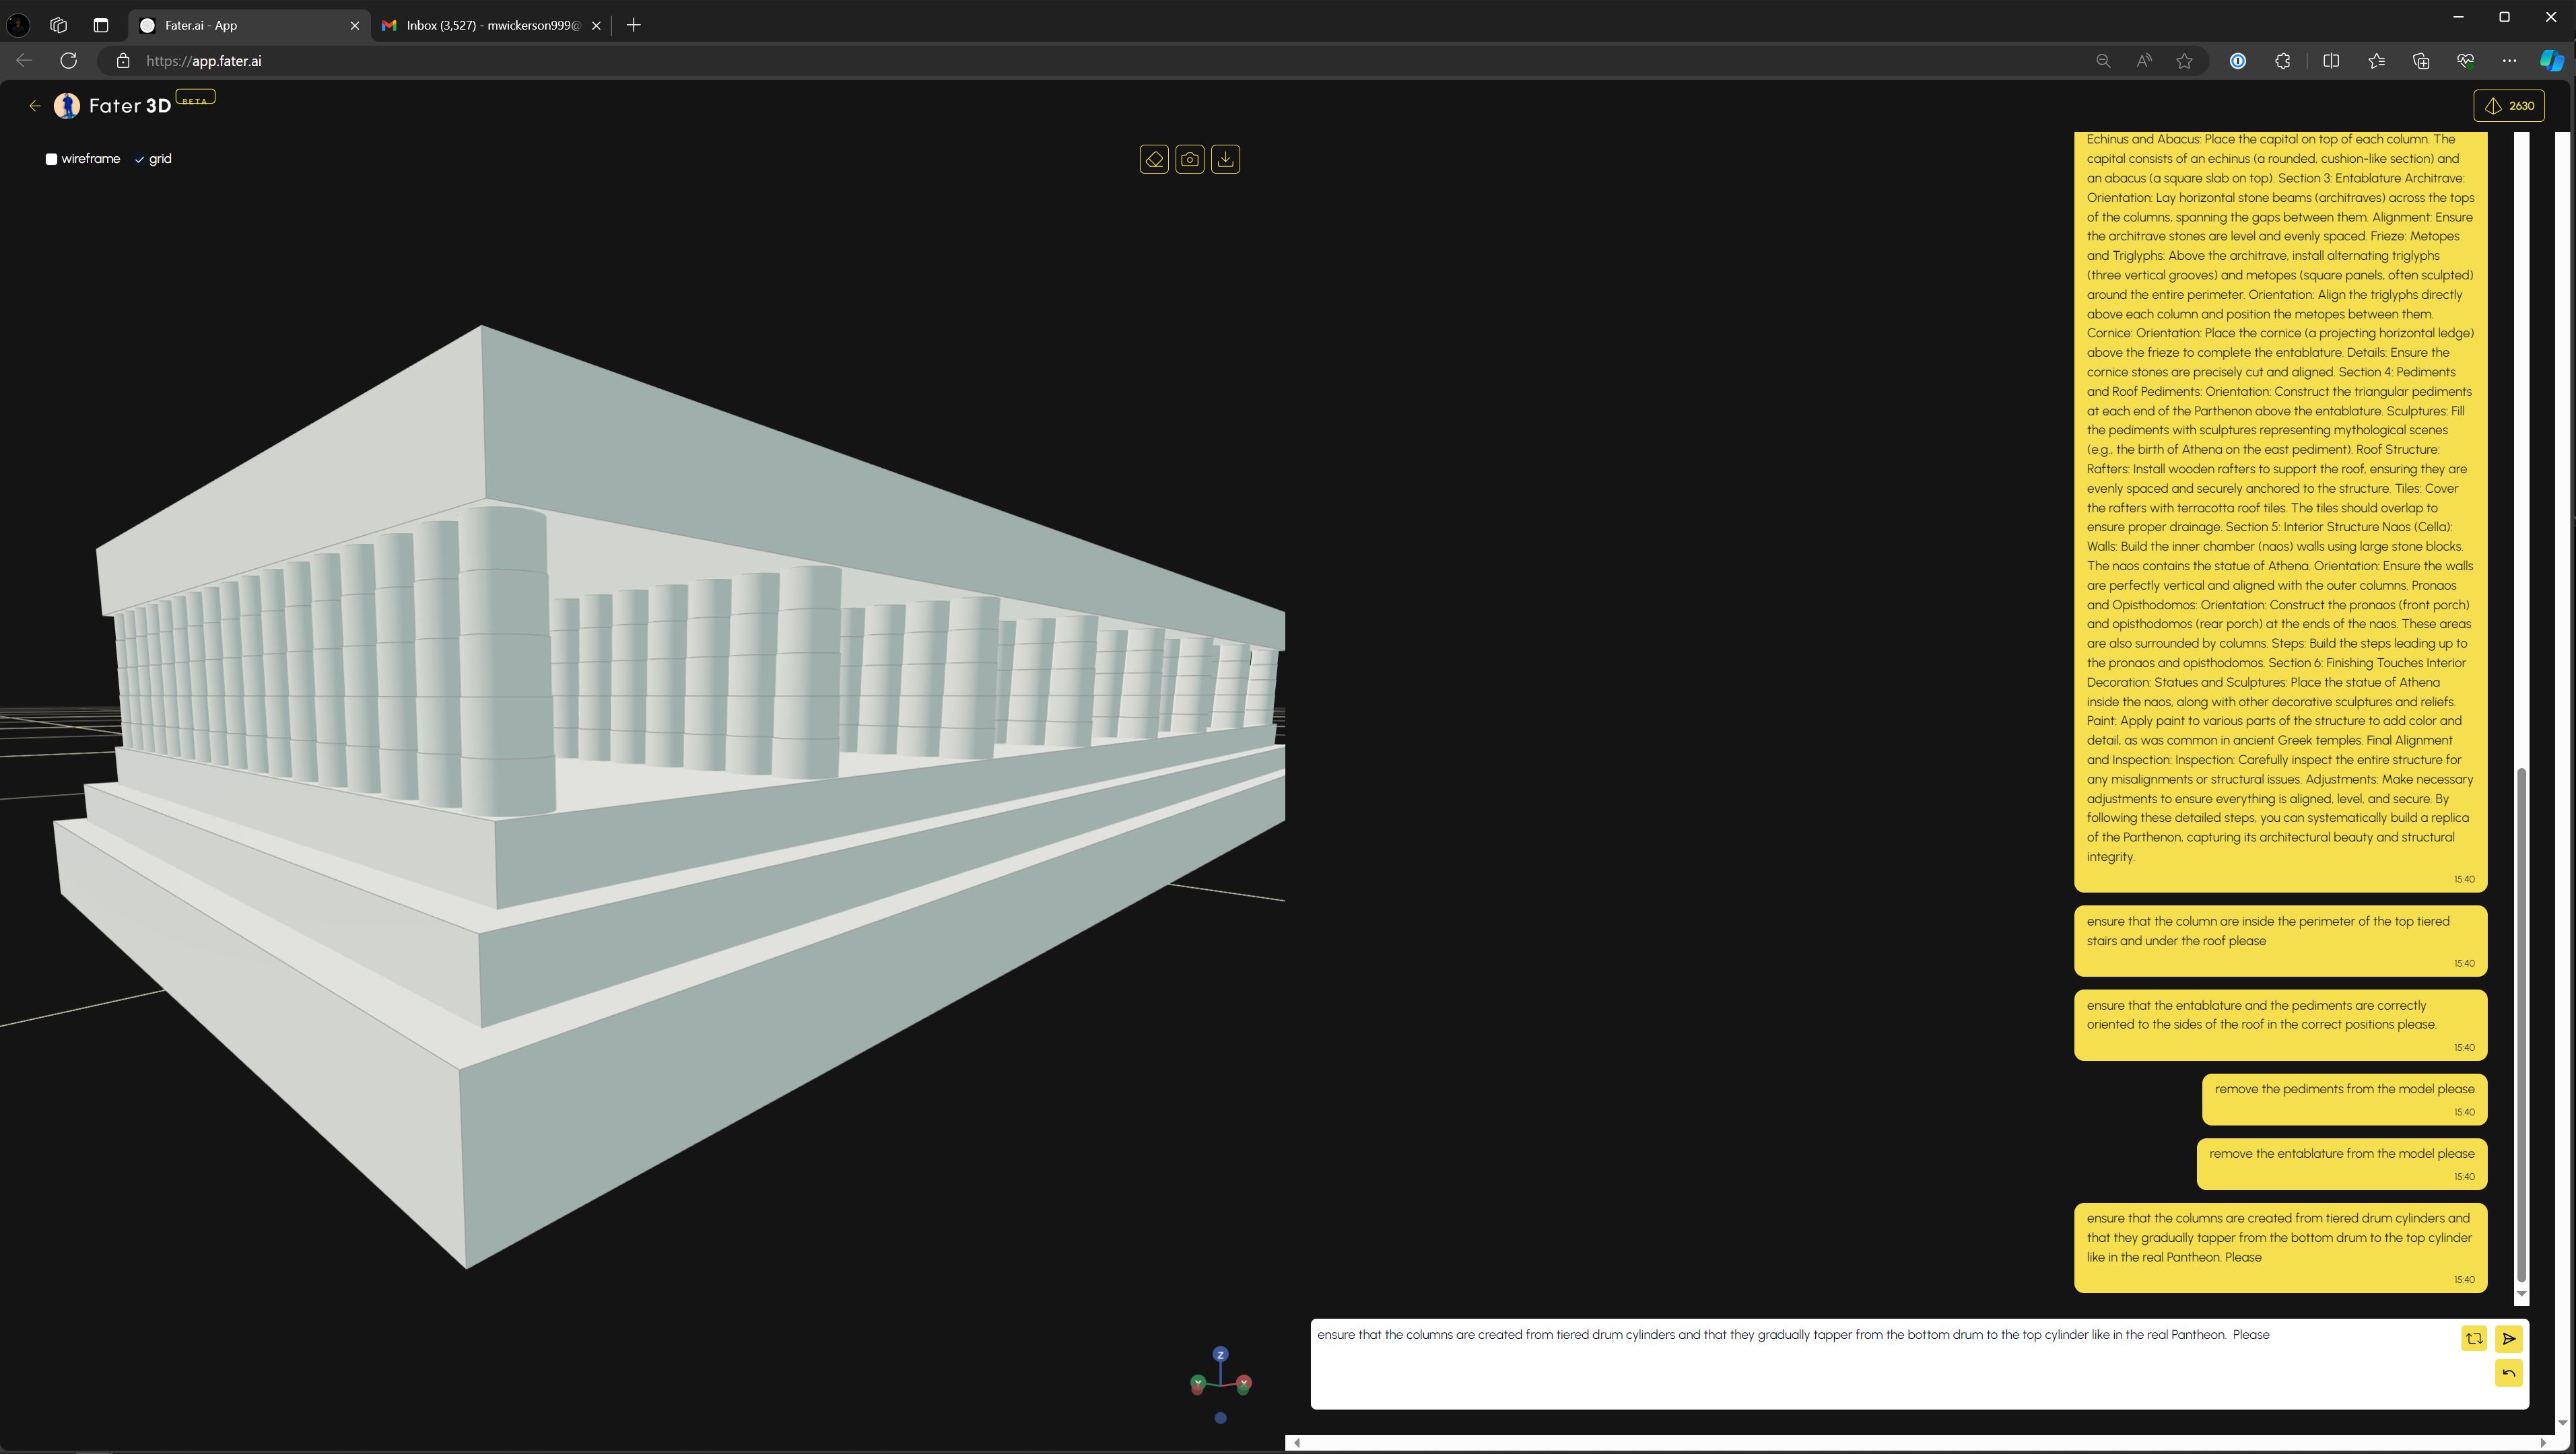 Fater.ai - App
Inbox (3,527) - mwickerson999@
https://app.fater.ai
Fater 3D BETA
2630
wireframe
grid
Echinus and Abacus: Place the capital on top of each column. The
capital consists of an echinus (a rounded, cushion-like section) and
an abacus (a square slab on top). Section 3: Entablature Architrave:
Orientation: Lay horizontal stone beams (architraves) across the tops
of the columns, spanning the gaps between them. Alignment: Ensure
the architrave stones are level and evenly spaced. Frieze: Metopes
and Triglyphs: Above the architrave, install alternating triglyphs
(three vertical grooves) and metopes (square panels, often sculpted)
around the entire perimeter. Orientation: Align the triglyphs directly
above each column and position the metopes between them.
Cornice: Orientation: Place the cornice (a projecting horizontal ledge)
above the frieze to complete the entablature. Details: Ensure the
cornice stones are precisely cut and aligned. Section 4: Pediments
and Roof Pediments: Orientation: Construct the triangular pediments
at each end of the Parthenon above the entablature. Sculptures: Fill
the pediments with sculptures representing mythological scenes
(e.g., the birth of Athena on the east pediment). Roof Structure:
Rafters: Install wooden rafters to support the roof, ensuring they are
evenly spaced and securely anchored to the structure. Tiles: Cover
the rafters with terracotta roof tiles. The tiles should overlap to
ensure proper drainage. Section 5: Interior Structure Naos (Cella):
Walls: Build the inner chamber (naos) walls using large stone blocks.
The naos contains the statue of Athena. Orientation: Ensure the walls
are perfectly vertical and aligned with the outer columns. Pronaos
and Opisthodomos: Orientation: Construct the pronaos (front porch)
and opisthodomos (rear porch) at the ends of the naos. These areas
are also surrounded by columns. Steps: Build the steps leading up to
the pronaos and opisthodomos. Section 6: Finishing Touches Interior
Decoration: Statues and Sculptures: Place the statue of Athena
inside the naos, along with other decorative sculptures and reliefs.
Paint: Apply paint to various parts of the structure to add color and
detail, as was common in ancient Greek temples. Final Alignment
and Inspection: Inspection: Carefully inspect the entire structure for
any misalignments or structural issues. Adjustments: Make necessary
adjustments to ensure everything is aligned, level, and secure. By
following these detailed steps, you can systematically build a replica
of the Parthenon, capturing its architectural beauty and structural
integrity.
15:40
ensure that the column are inside the perimeter of the top tiered
stairs and under the roof please
15:40
ensure that the entablature and the pediments are correctly
oriented to the sides of the roof in the correct positions please.
15:40
remove the pediments from the model please
15:40
remove the entablature from the model please
15:40
ensure that the columns are created from tiered drum cylinders and
that they gradually tapper from the bottom drum to the top cylinder
like in the real Pantheon. Please
15:40
ensure that the columns are created from tiered drum cylinders and that they gradually tapper from the bottom drum to the top cylinder like in the real Pantheon.  Please
Z